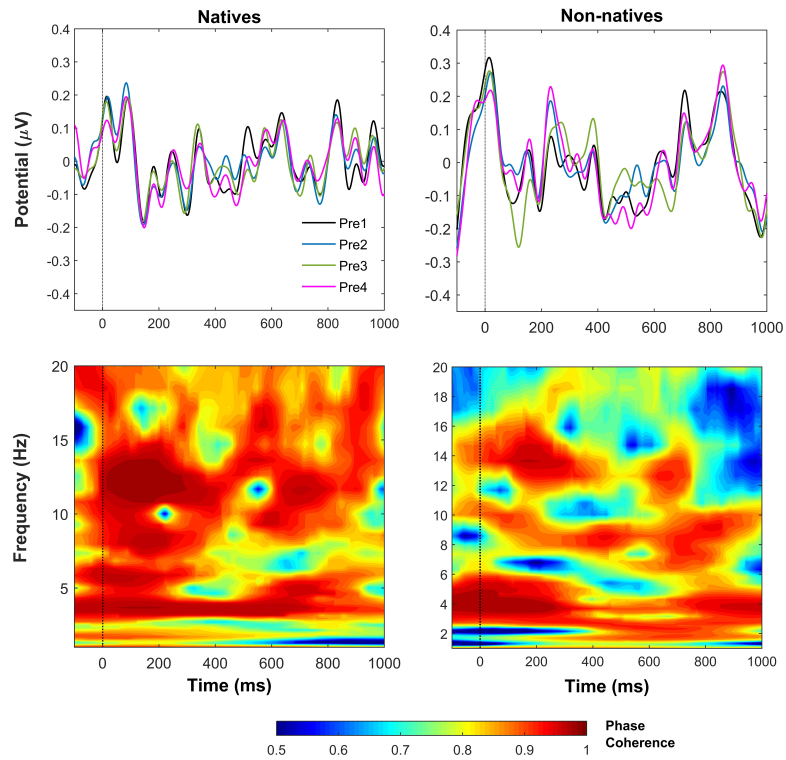 Natives
Non-natives
0.4
0.3
0.2
0.1
0
-0.1
-0.2
-0.3
-0.4
Potential (μV)
Pre1
Pre2
Pre3
Pre4
0 200 400 600 800 1000
0.4
0.3
0.2
0.1
0
-0.1
-0.2
-0.3
-0.4
0 200 400 600 800 1000
20
15
10
5
Frequency (Hz)
0 200 400 600 800 1000
Time (ms)
20
18
16
14
12
10
8
6
4
2
0 200 400 600 800 1000
Time (ms)
0.5 0.6 0.7 0.8 0.9 1
Phase
Coherence